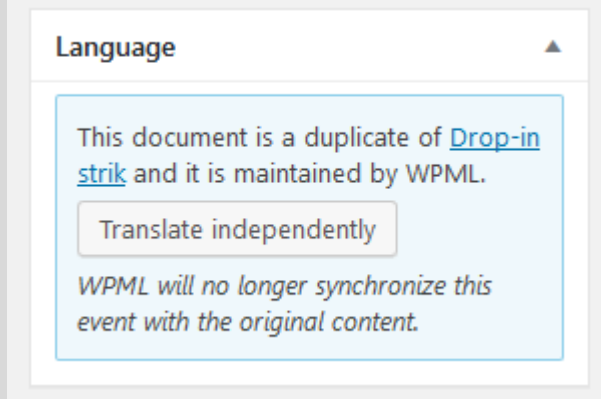 Language
This document is a duplicate of Drop-in
strik and it is maintained by WPML.
Translate independently
WPML will no longer synchronize this
event with the original content.